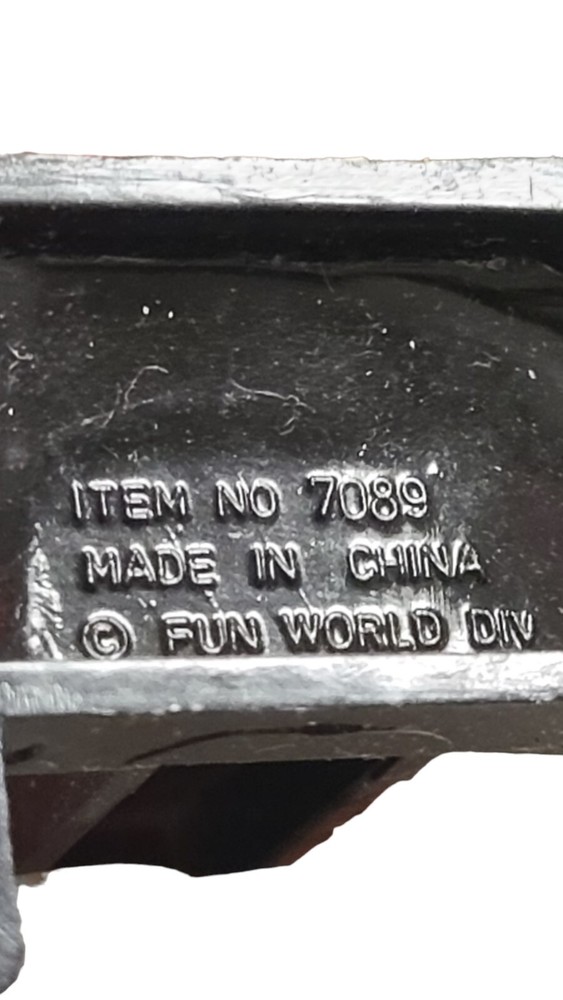 ITEM NO 7089
MADE IN CHINA
© FUN WORLD DIV